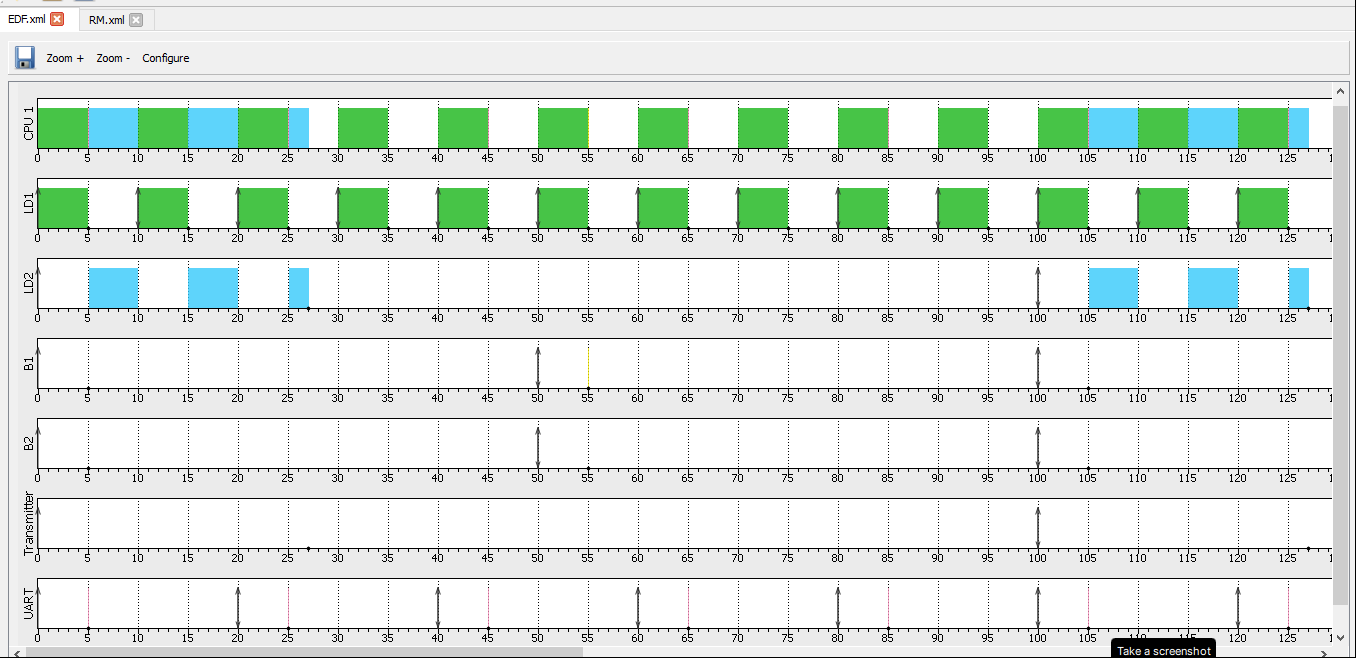 EDF.xml RM.xml
Zoom + Zoom - Configure
CPU 1
0 5 10 15 20 25 30 35 40 45 50 55 60 65 70 75 80 85 90 95 100 105 110 115 120 125
LD1
0 5 10 15 20 25 30 35 40 45 50 55 60 65 70 75 80 85 90 95 100 105 110 115 120 125
LD2
0 5 10 15 20 25 30 35 40 45 50 55 60 65 70 75 80 85 90 95 100 105 110 115 120 125
B1
0 5 10 15 20 25 30 35 40 45 50 55 60 65 70 75 80 85 90 95 100 105 110 115 120 125
B2
0 5 10 15 20 25 30 35 40 45 50 55 60 65 70 75 80 85 90 95 100 105 110 115 120 125
Transmitter
0 5 10 15 20 25 30 35 40 45 50 55 60 65 70 75 80 85 90 95 100 105 110 115 120 125
UART
0 5 10 15 20 25 30 35 40 45 50 55 60 65 70 75 80 85 90 95 100 105 110 115 120 125
Take a screenshot